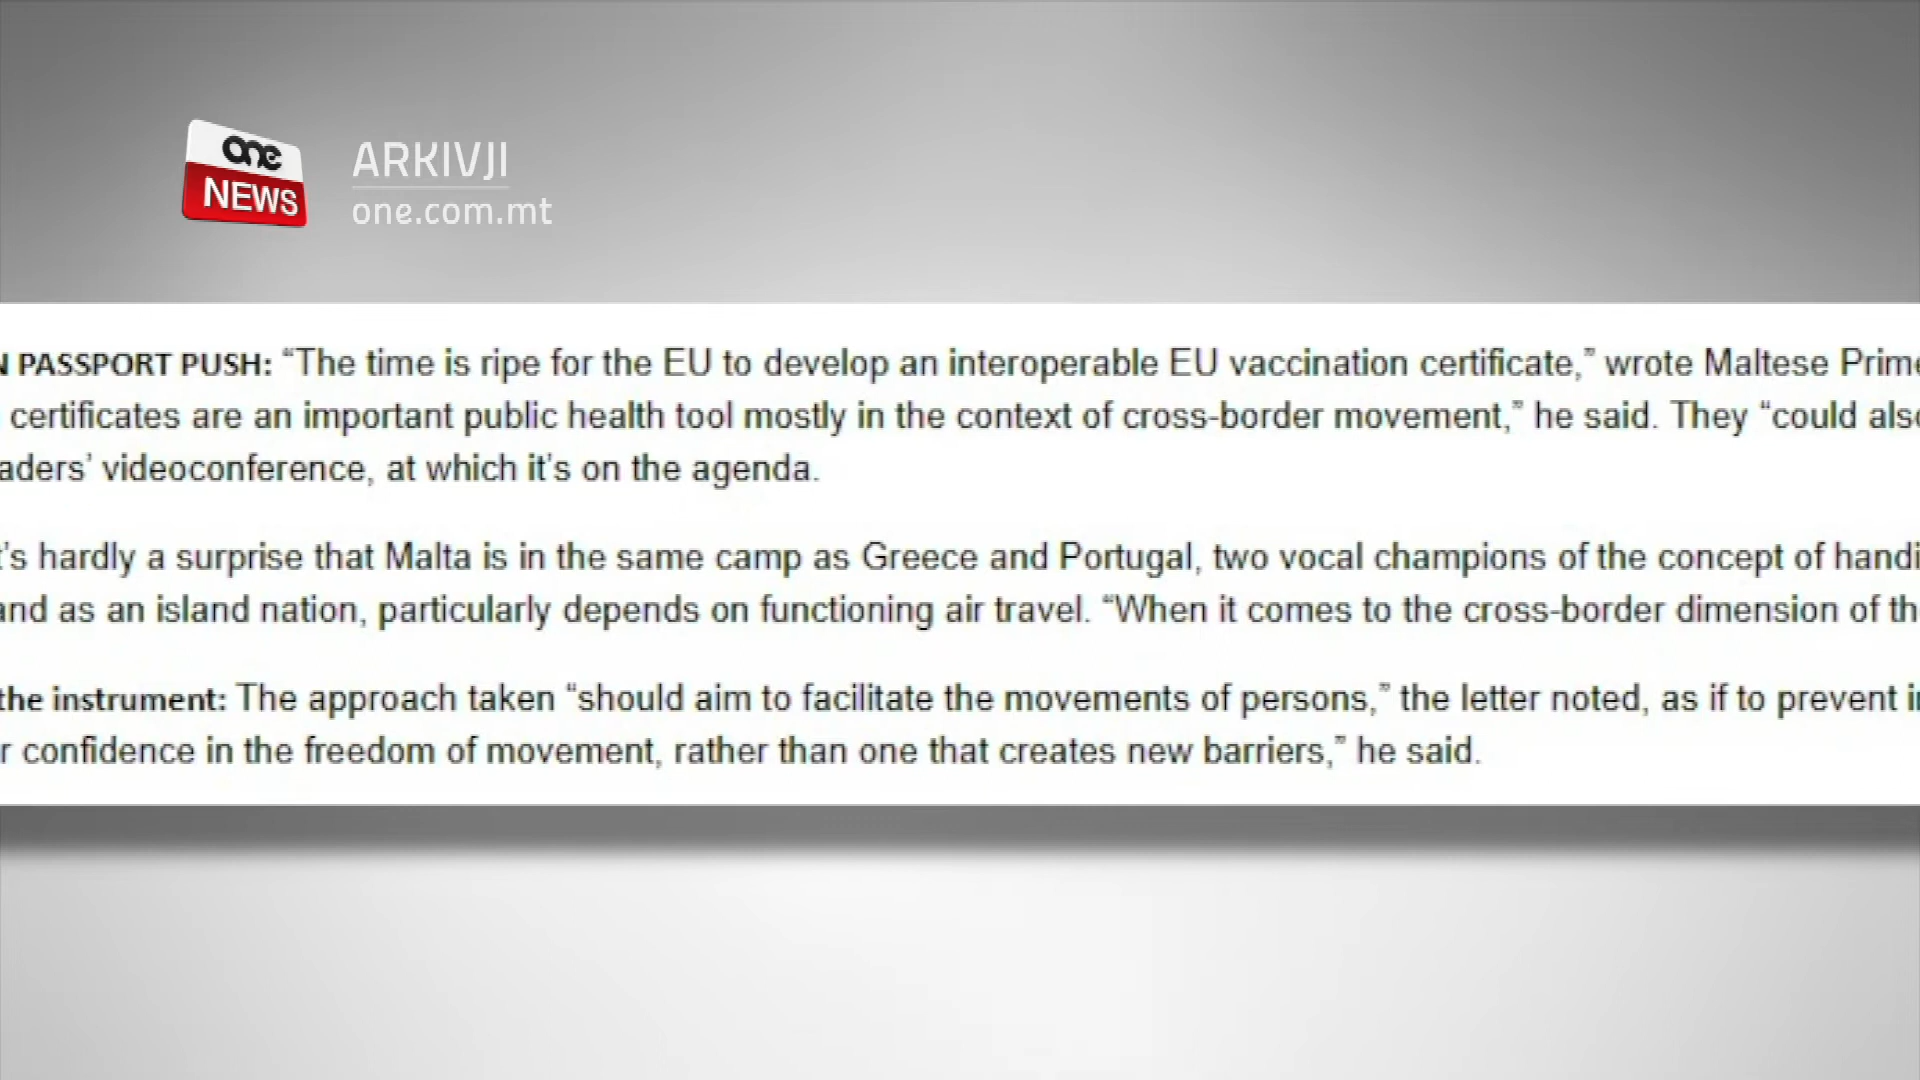 one
NEWS
ARKIVJI
one.com.mt
N PASSPORT PUSH: “The time is ripe for the EU to develop an interoperable EU vaccination certificate,” wrote Maltese Prime
certificates are an important public health tool mostly in the context of cross-border movement,” he said. They “could also
aders’ videoconference, at which it’s on the agenda.
t’s hardly a surprise that Malta is in the same camp as Greece and Portugal, two vocal champions of the concept of handi
and as an island nation, particularly depends on functioning air travel. “When it comes to the cross-border dimension of th
the instrument: The approach taken “should aim to facilitate the movements of persons,” the letter noted, as if to prevent in
r confidence in the freedom of movement, rather than one that creates new barriers,” he said.